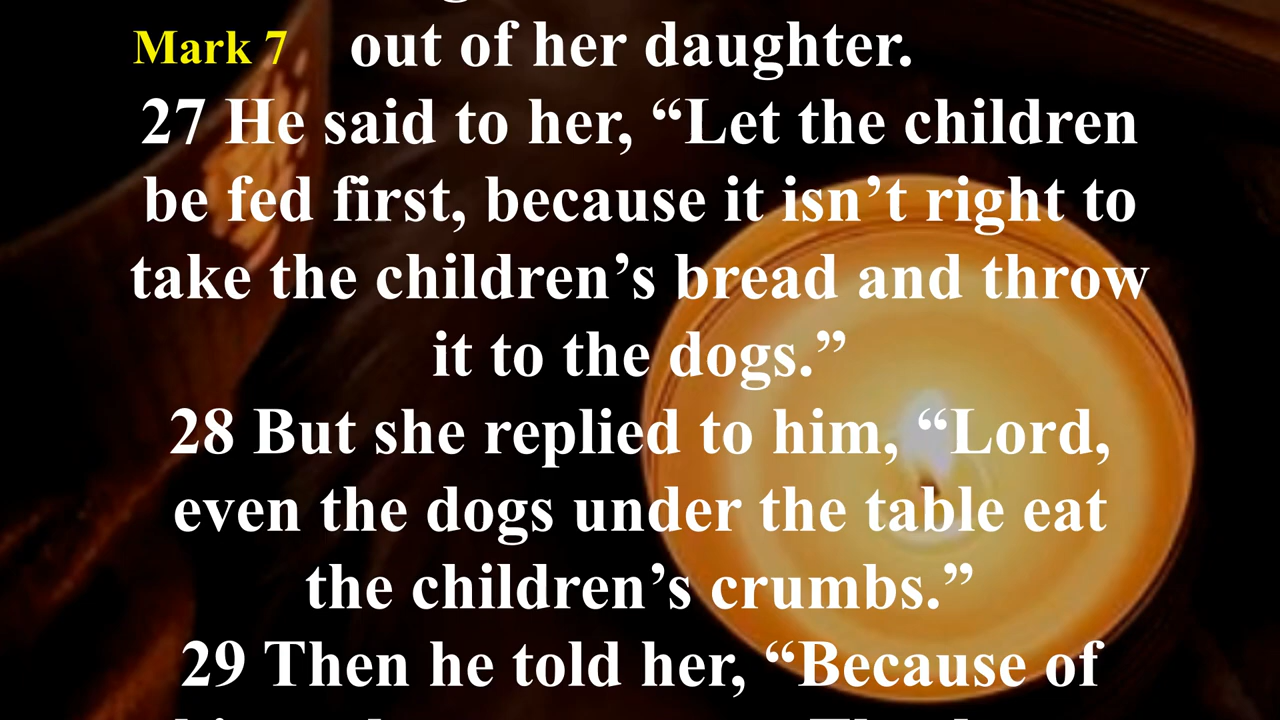 Mark 7
out of her daughter.
27 He said to her, “Let the children
be fed first, because it isn’t right to
take the children’s bread and throw
it to the dogs.”
28 But she replied to him, “Lord,
even the dogs under the table eat
the children’s crumbs.”
29 Then he told her, “Because of